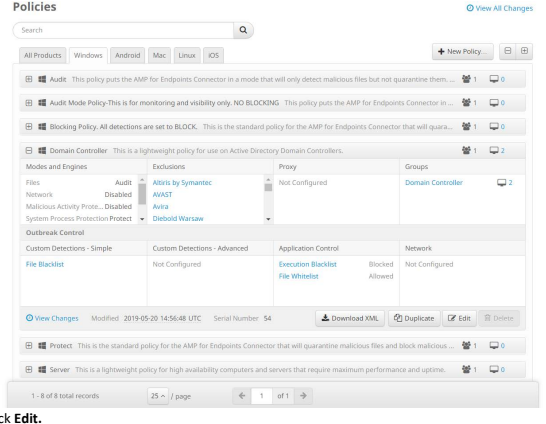 Policies
View All Changes
Search
All Products Windows Android Mac Linux iOS
New Policy...
Audit This policy puts the AMP for Endpoints Connector in a mode that will only detect malicious files but not quarantine them. ... 1 0
Audit Mode Policy-This is for monitoring and visibility only. NO BLOCKING This policy puts the AMP for Endpoints Connector in ... 1 0
Blocking Policy. All detections are set to BLOCK. This is the standard policy for the AMP for Endpoints Connector that will quara... 1 0
Domain Controller This is a lightweight policy for use on Active Directory Domain Controllers. 1 2
Modes and Engines Exclusions Proxy Groups
Files Audit Altiris by Symantec Not Configured Domain Controller 2
Network Disabled AVAST
Malicious Activity Prote... Disabled Avira
System Process Protection Protect Diebold Warsaw
Outbreak Control
Custom Detections - Simple Custom Detections - Advanced Application Control Network
File Blacklist Not Configured Execution Blacklist Blocked Not Configured
File Whitelist Allowed
View Changes Modified 2019-05-20 14:56:48 UTC Serial Number 54 Download XML Duplicate Edit Delete
Protect This is the standard policy for the AMP for Endpoints Connector that will quarantine malicious files and block malicious ... 1 0
Server This is a lightweight policy for high availability computers and servers that require maximum performance and uptime. 1 0
1 - 8 of 8 total records 25 / page 1 of 1
ck Edit.